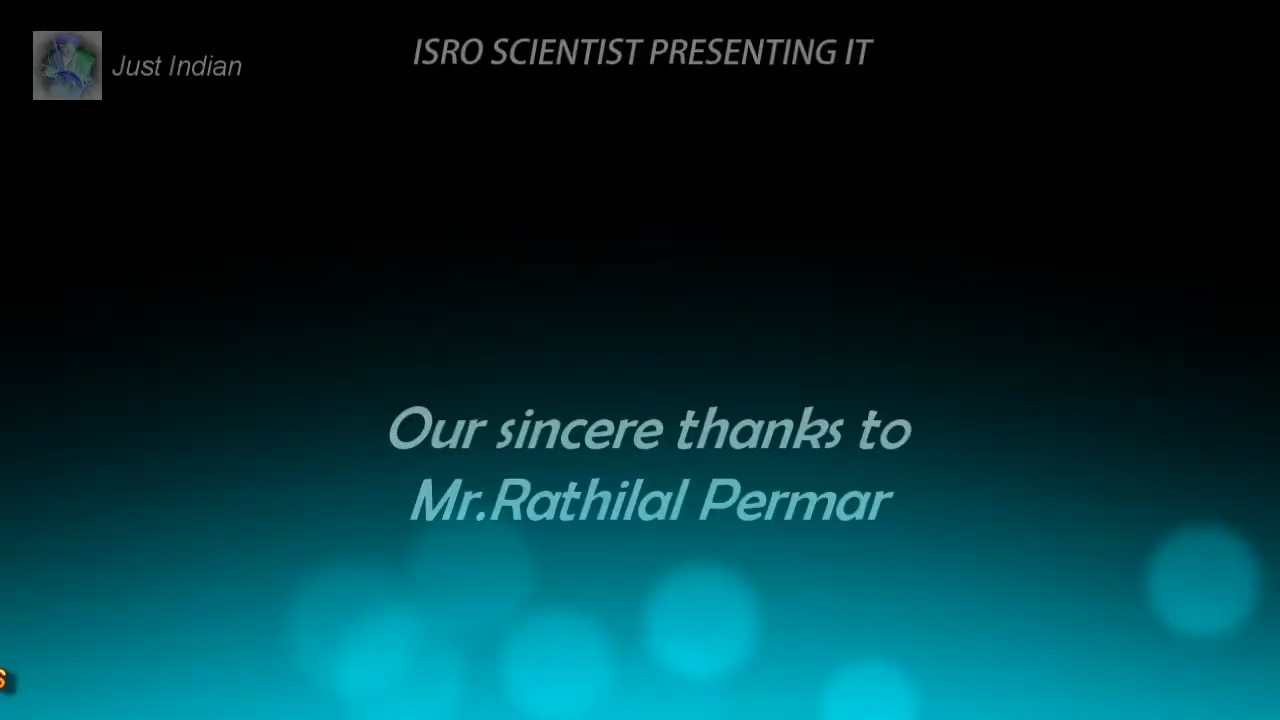 ISRO SCIENTIST PRESENTING IT
Just Indian
Our sincere thanks to
Mr.Rathilal Permar